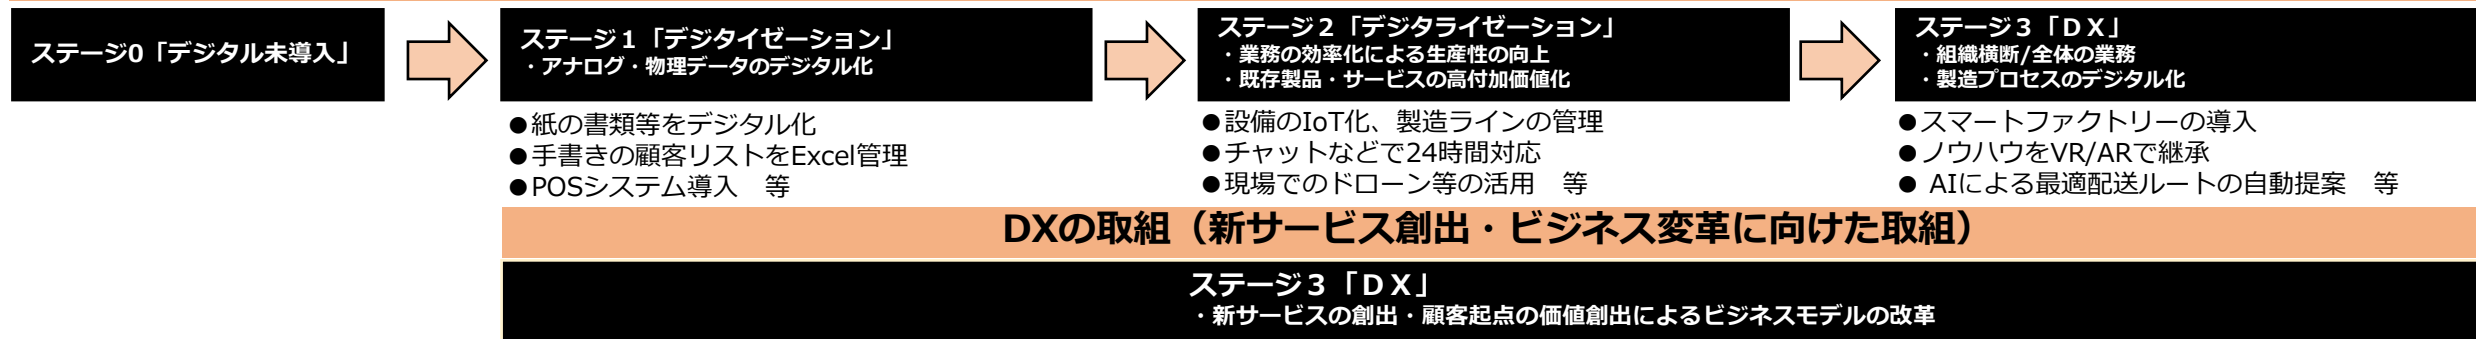 ステージ0「デジタル未導入」
ステージ１「デジタイゼーション」
・アナログ・物理データのデジタル化
●紙の書類等をデジタル化
●手書きの顧客リストをExcel管理
●POSシステム導入　等
ステージ２「デジタライゼーション」
・業務の効率化による生産性の向上
・既存製品・サービスの高付加価値化
●設備のIoT化、製造ラインの管理
●チャットなどで24時間対応
●現場でのドローン等の活用　等
ステージ３「ＤＸ」
・組織横断/全体の業務
・製造プロセスのデジタル化
●スマートファクトリーの導入
●ノウハウをVR/ARで継承
● AIによる最適配送ルートの自動提案　等
DXの取組（新サービス創出・ビジネス変革に向けた取組）
ステージ３「ＤＸ」
・新サービスの創出・顧客起点の価値創出によるビジネスモデルの改革